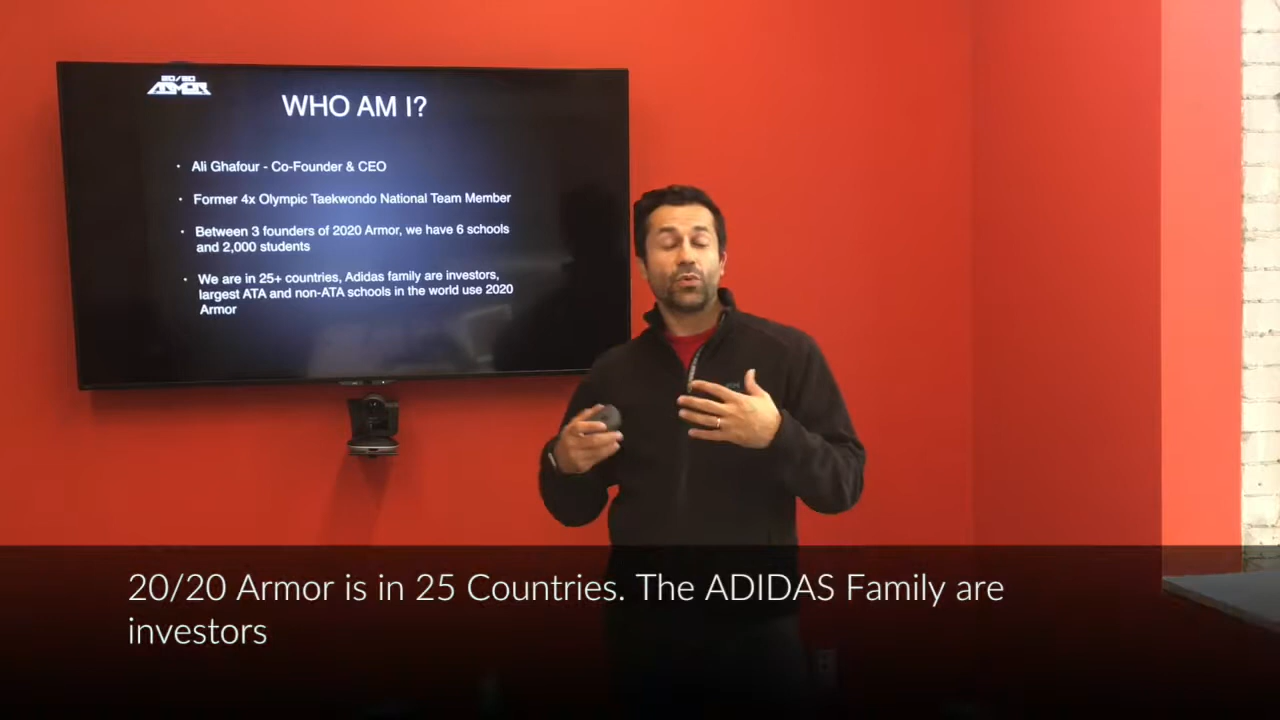 20/20
ARMOR
WHO AM I?
• Ali Ghafour - Co-Founder & CEO
• Former 4x Olympic Taekwondo National Team Member
• Between 3 founders of 2020 Armor, we have 6 schools
and 2,000 students
• We are in 25+ countries, Adidas family are investors,
largest ATA and non-ATA schools in the world use 2020
Armor
20/20 Armor is in 25 Countries. The ADIDAS Family are
investors